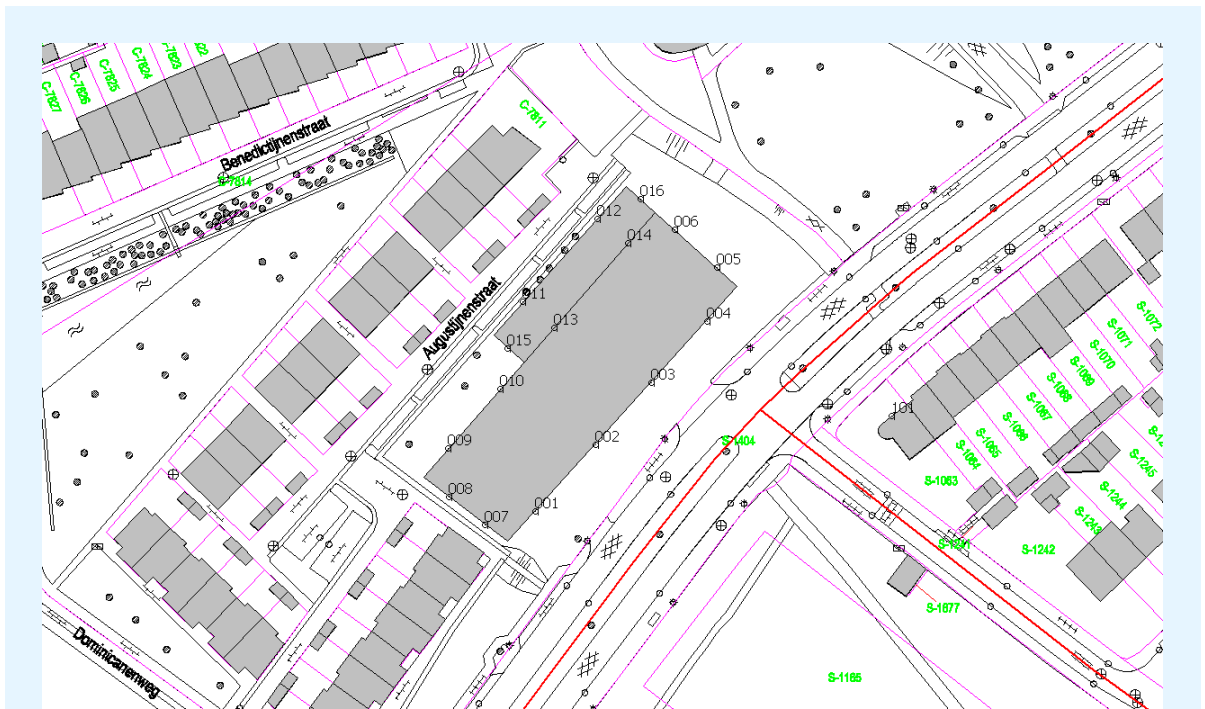 C-7827
C-7826
C-7825
C-7824
C-7823
C-7811
Benedictijnenstraat
C-7814
016
012
006
014
005
011
Augustijnenstraat
013
004
015
003
010
101
S-1072
S-1071
S-1070
S-1069
S-1068
S-1067
S-1066
S-1065
S-1064
S-1063
002
S-1404
009
008
001
007
S-1245
S-1244
S-1243
S-1242
S-1677
S-1165
Dominicanenweg